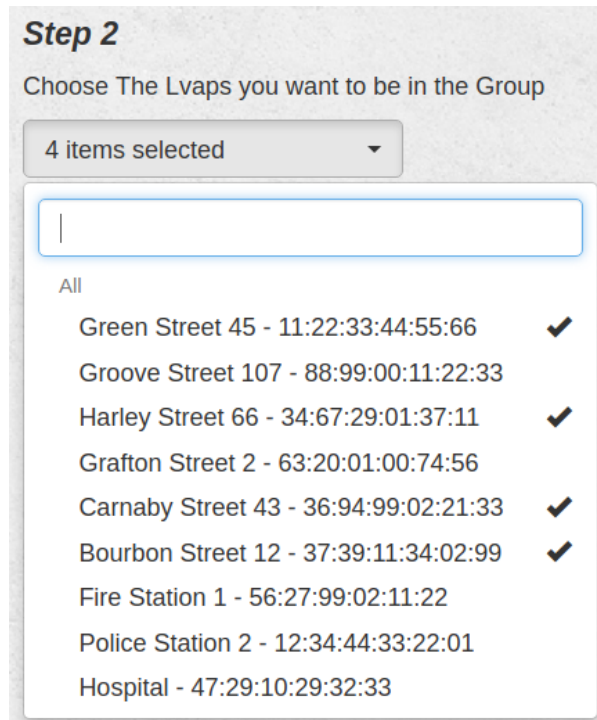 Step 2
Choose The Lvaps you want to be in the Group
4 items selected
All
Green Street 45 - 11:22:33:44:55:66
Groove Street 107 - 88:99:00:11:22:33
Harley Street 66 - 34:67:29:01:37:11
Grafton Street 2 - 63:20:01:00:74:56
Carnaby Street 43 - 36:94:99:02:21:33
Bourbon Street 12 - 37:39:11:34:02:99
Fire Station 1 - 56:27:99:02:11:22
Police Station 2 - 12:34:44:33:22:01
Hospital - 47:29:10:29:32:33